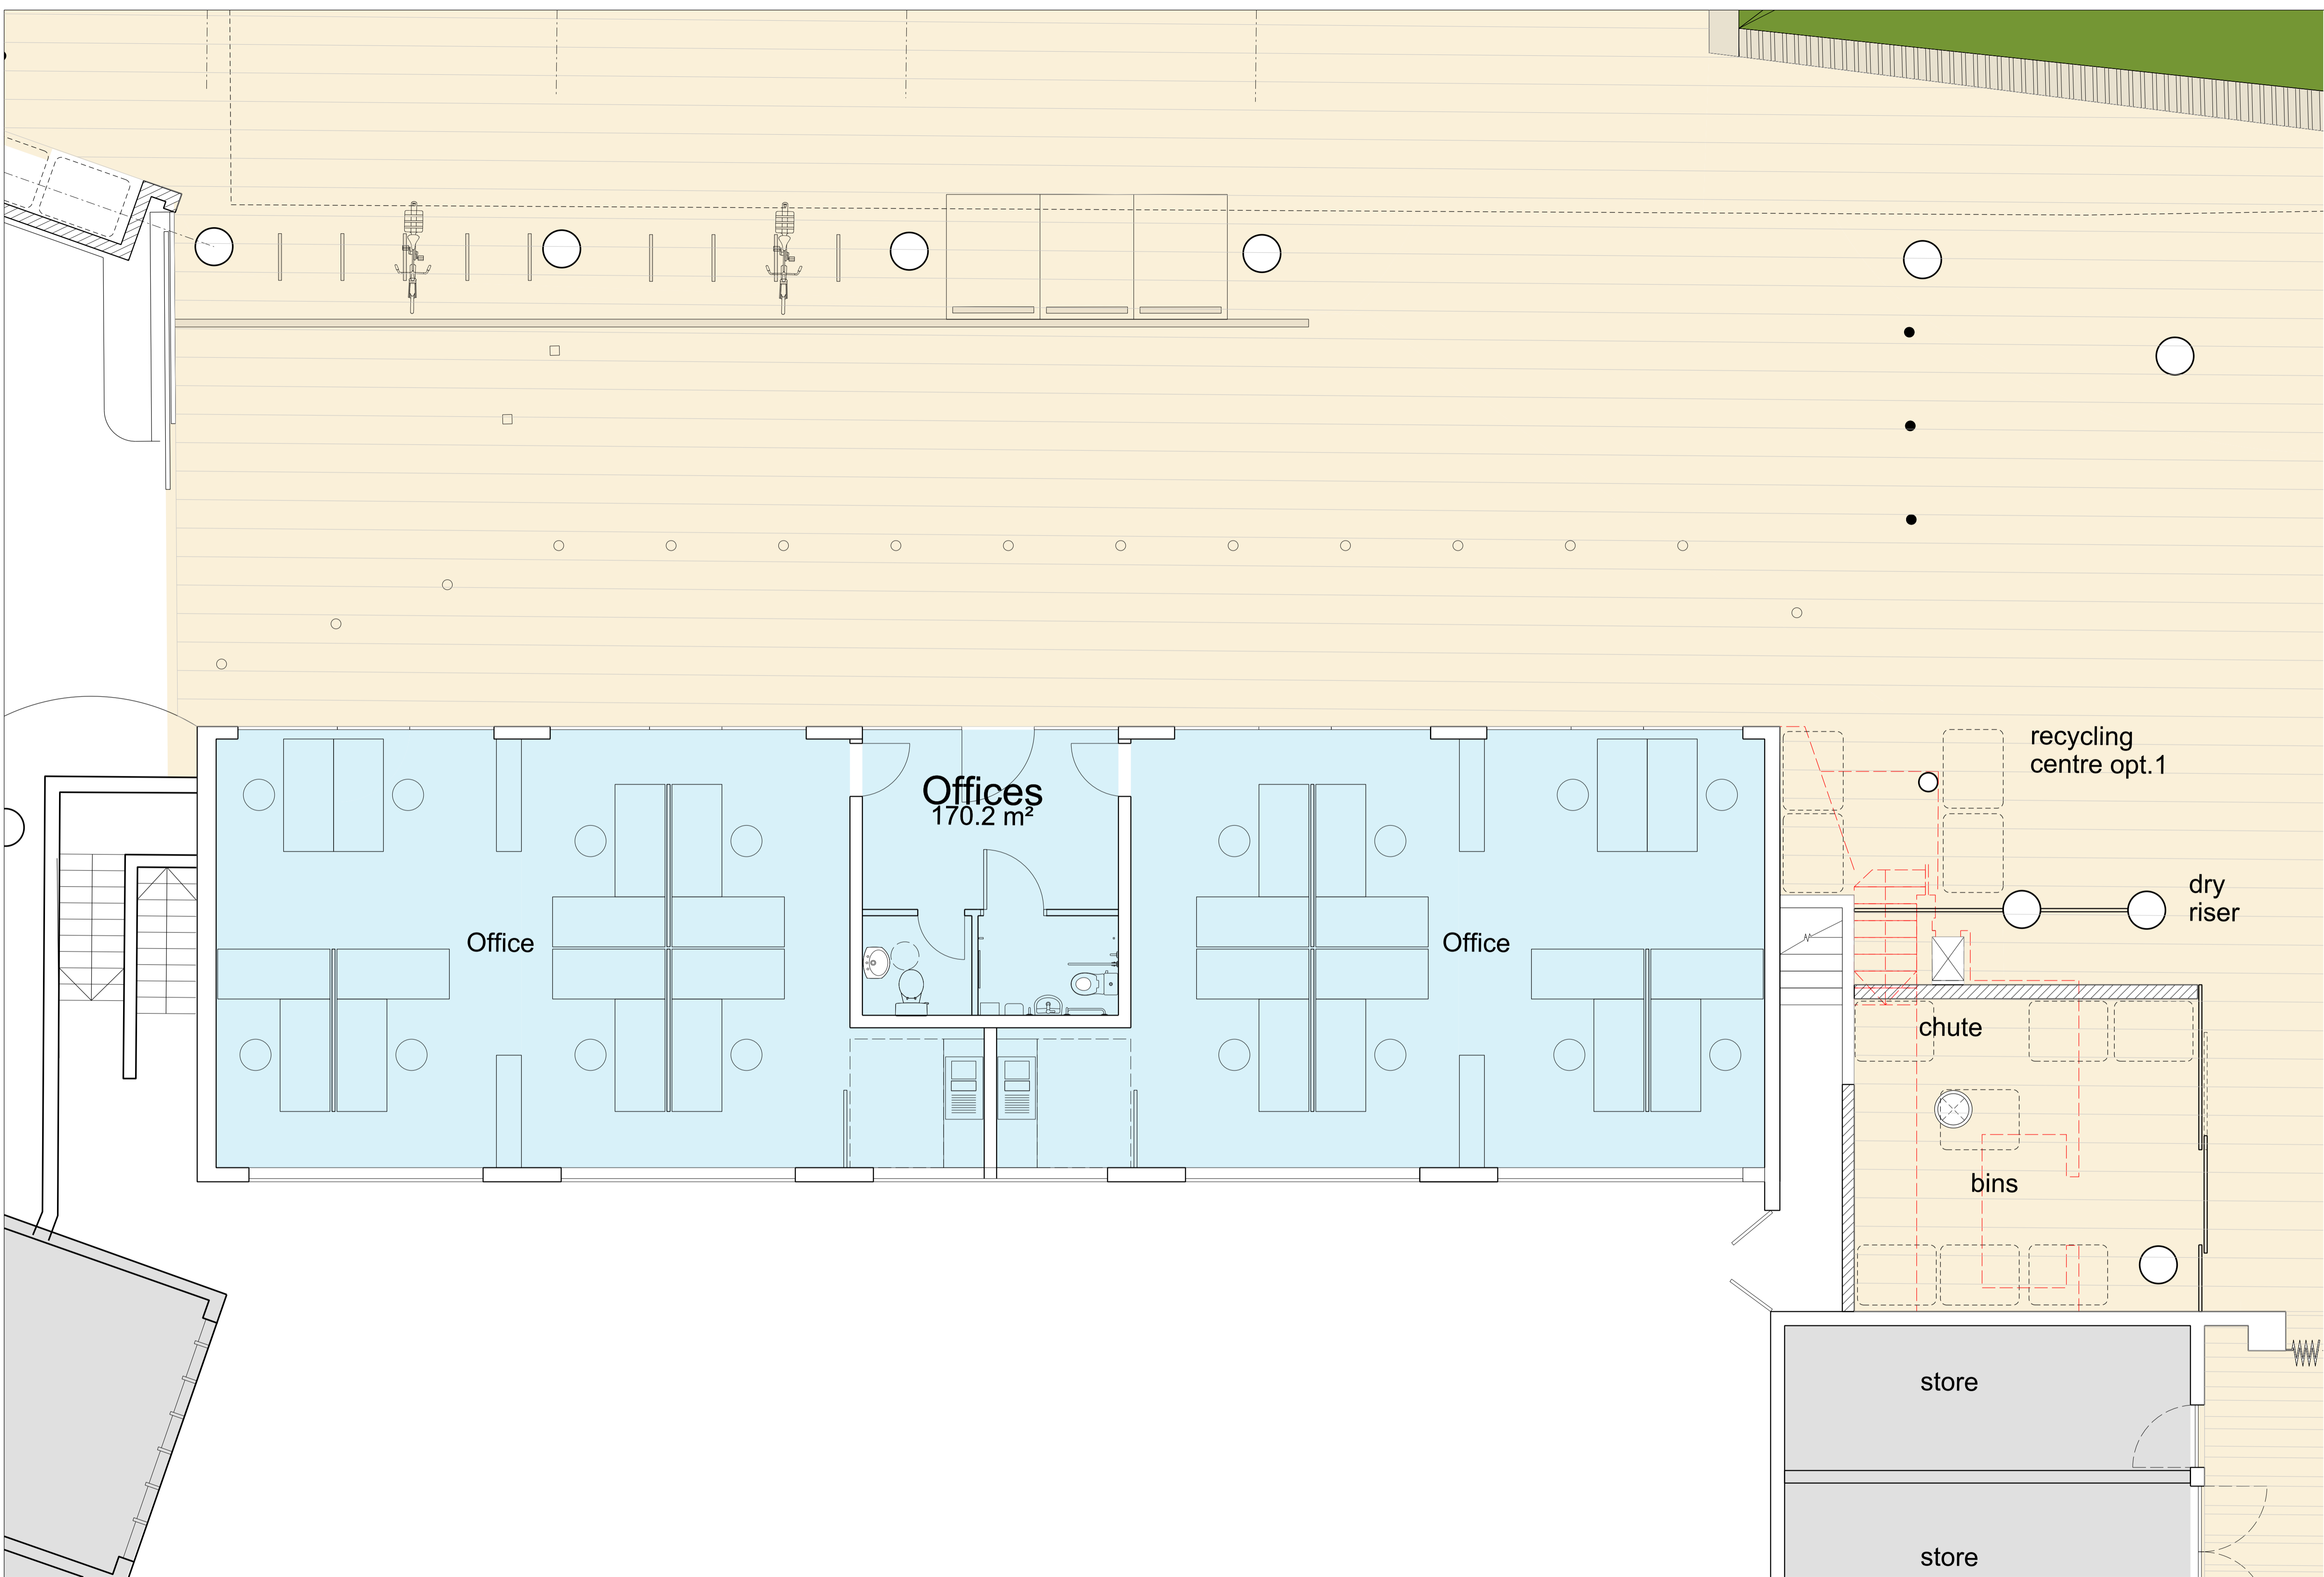 recycling
centre opt.1
Offices
170.2 m²
dry
riser
Office
Office
chute
bins
store
store